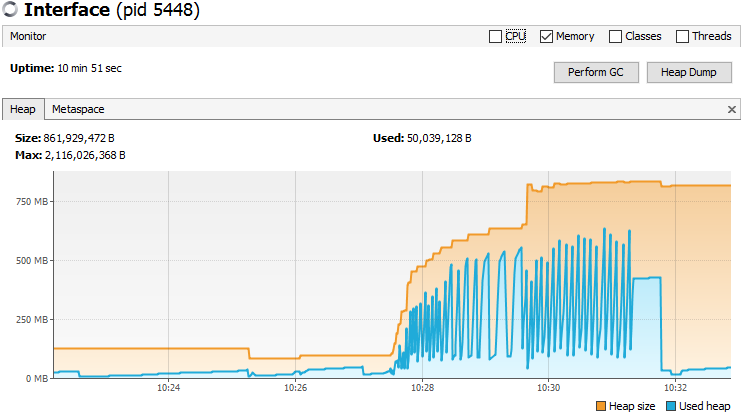 Interface (pid 5448)
Monitor CPU Memory Classes Threads
Uptime: 10 min 51 sec
Perform GC Heap Dump
Heap Metaspace ×
Size: 861,929,472 B Used: 50,039,128 B
Max: 2,116,026,368 B
750 MB
500 MB
250 MB
0 MB
10:24 10:26 10:28 10:30 10:32
Heap size Used heap